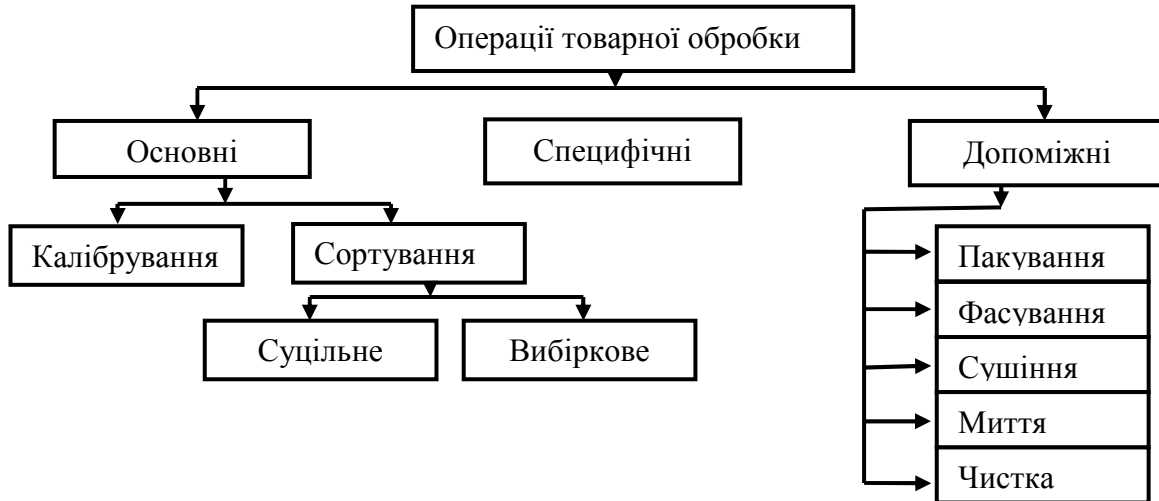 Операції товарної обробки
Основні
Специфічні
Допоміжні
Калібрування
Сортування
Суцільне
Вибіркове
Пакування
Фасування
Сушіння
Миття
Чистка